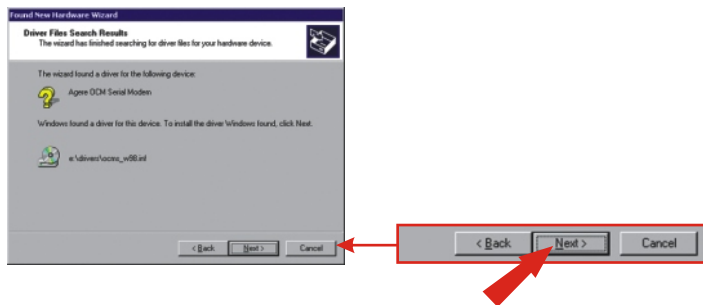 Found New Hardware Wizard
Driver Files Search Results
The wizard has finished searching for driver files for your hardware device.
The wizard found a driver for the following device:
Agere OCM Serial Modem
Windows found a driver for this device. To install the driver Windows found, click Next.
e:\drivers\ocms_w98.inf
< Back Next > Cancel
< Back Next > Cancel